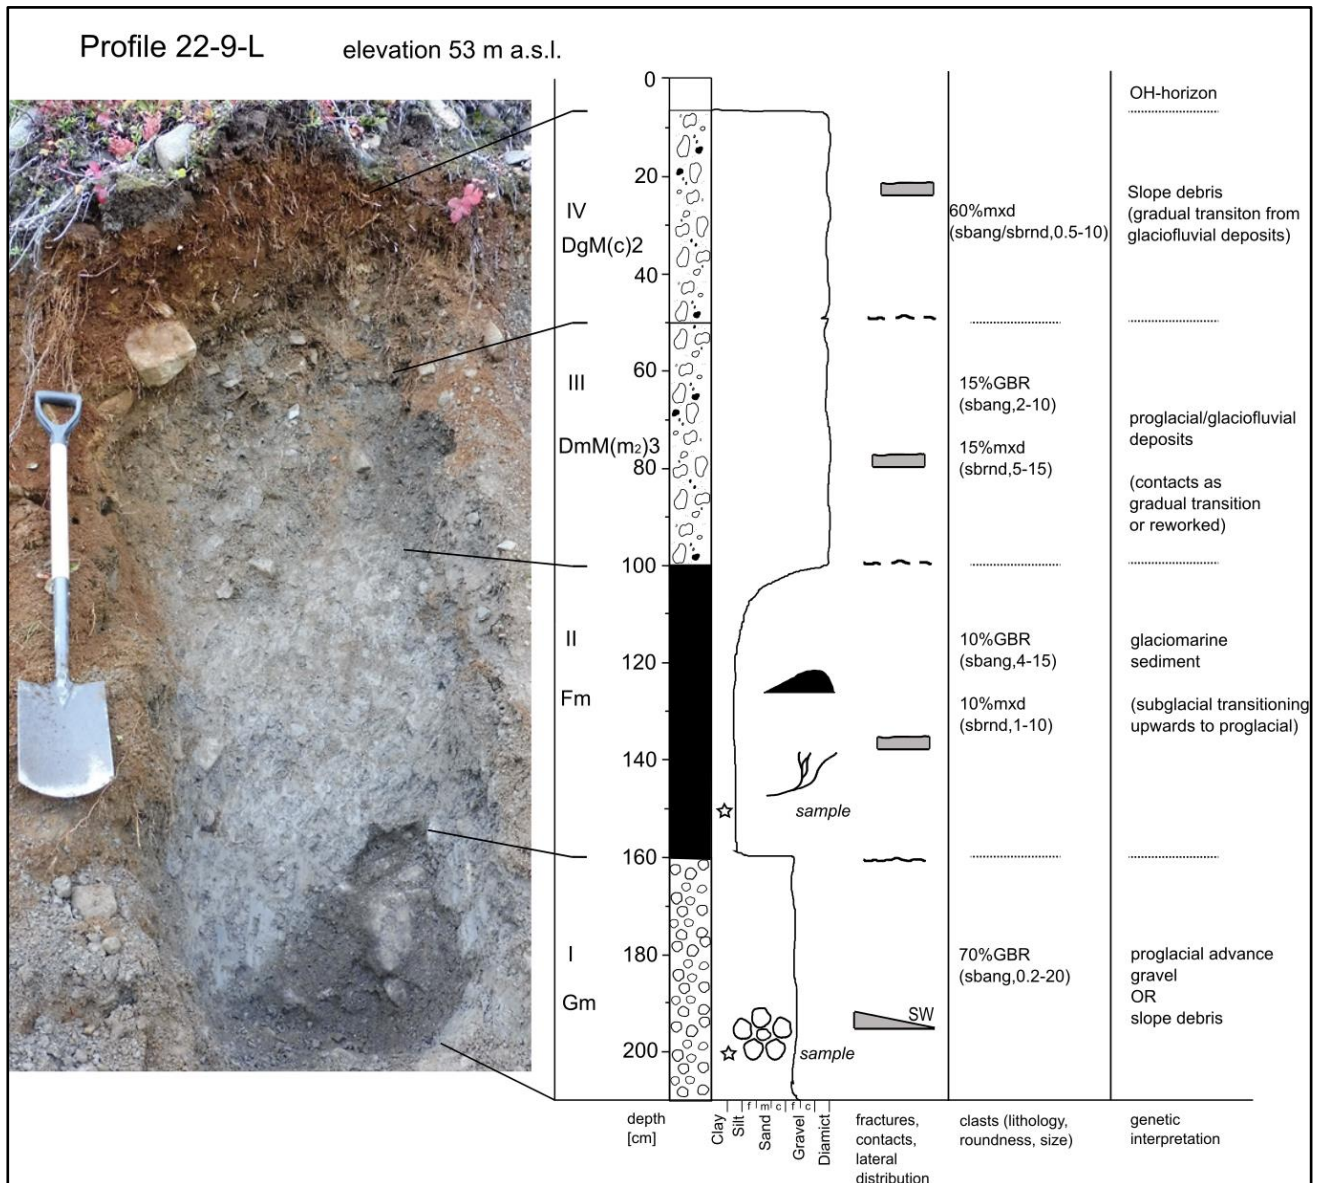 Profile 22-9-L
elevation 53 m a.s.l.
0
20
40
60
80
100
120
140
160
180
200
IV
DgM(c)2
III
DmM(m₂)3
II
Fm
I
Gm
sample
sample
SW
60%mxd
(sbang/sbrnd,0.5-10)
15%GBR
(sbang,2-10)
15%mxd
(sbrnd,5-15)
10%GBR
(sbang,4-15)
10%mxd
(sbrnd,1-10)
70%GBR
(sbang,0.2-20)
OH-horizon
Slope debris
(gradual transiton from
glaciofluvial deposits)
proglacial/glaciofluvial
deposits
(contacts as
gradual transition
or reworked)
glaciomarine
sediment
(subglacial transitioning
upwards to proglacial)
proglacial advance
gravel
OR
slope debris
depth
[cm]
f m c f c
Clay
Silt
Sand
Gravel
Diamict
fractures,
contacts,
lateral
distribution
clasts (lithology,
roundness, size)
genetic
interpretation